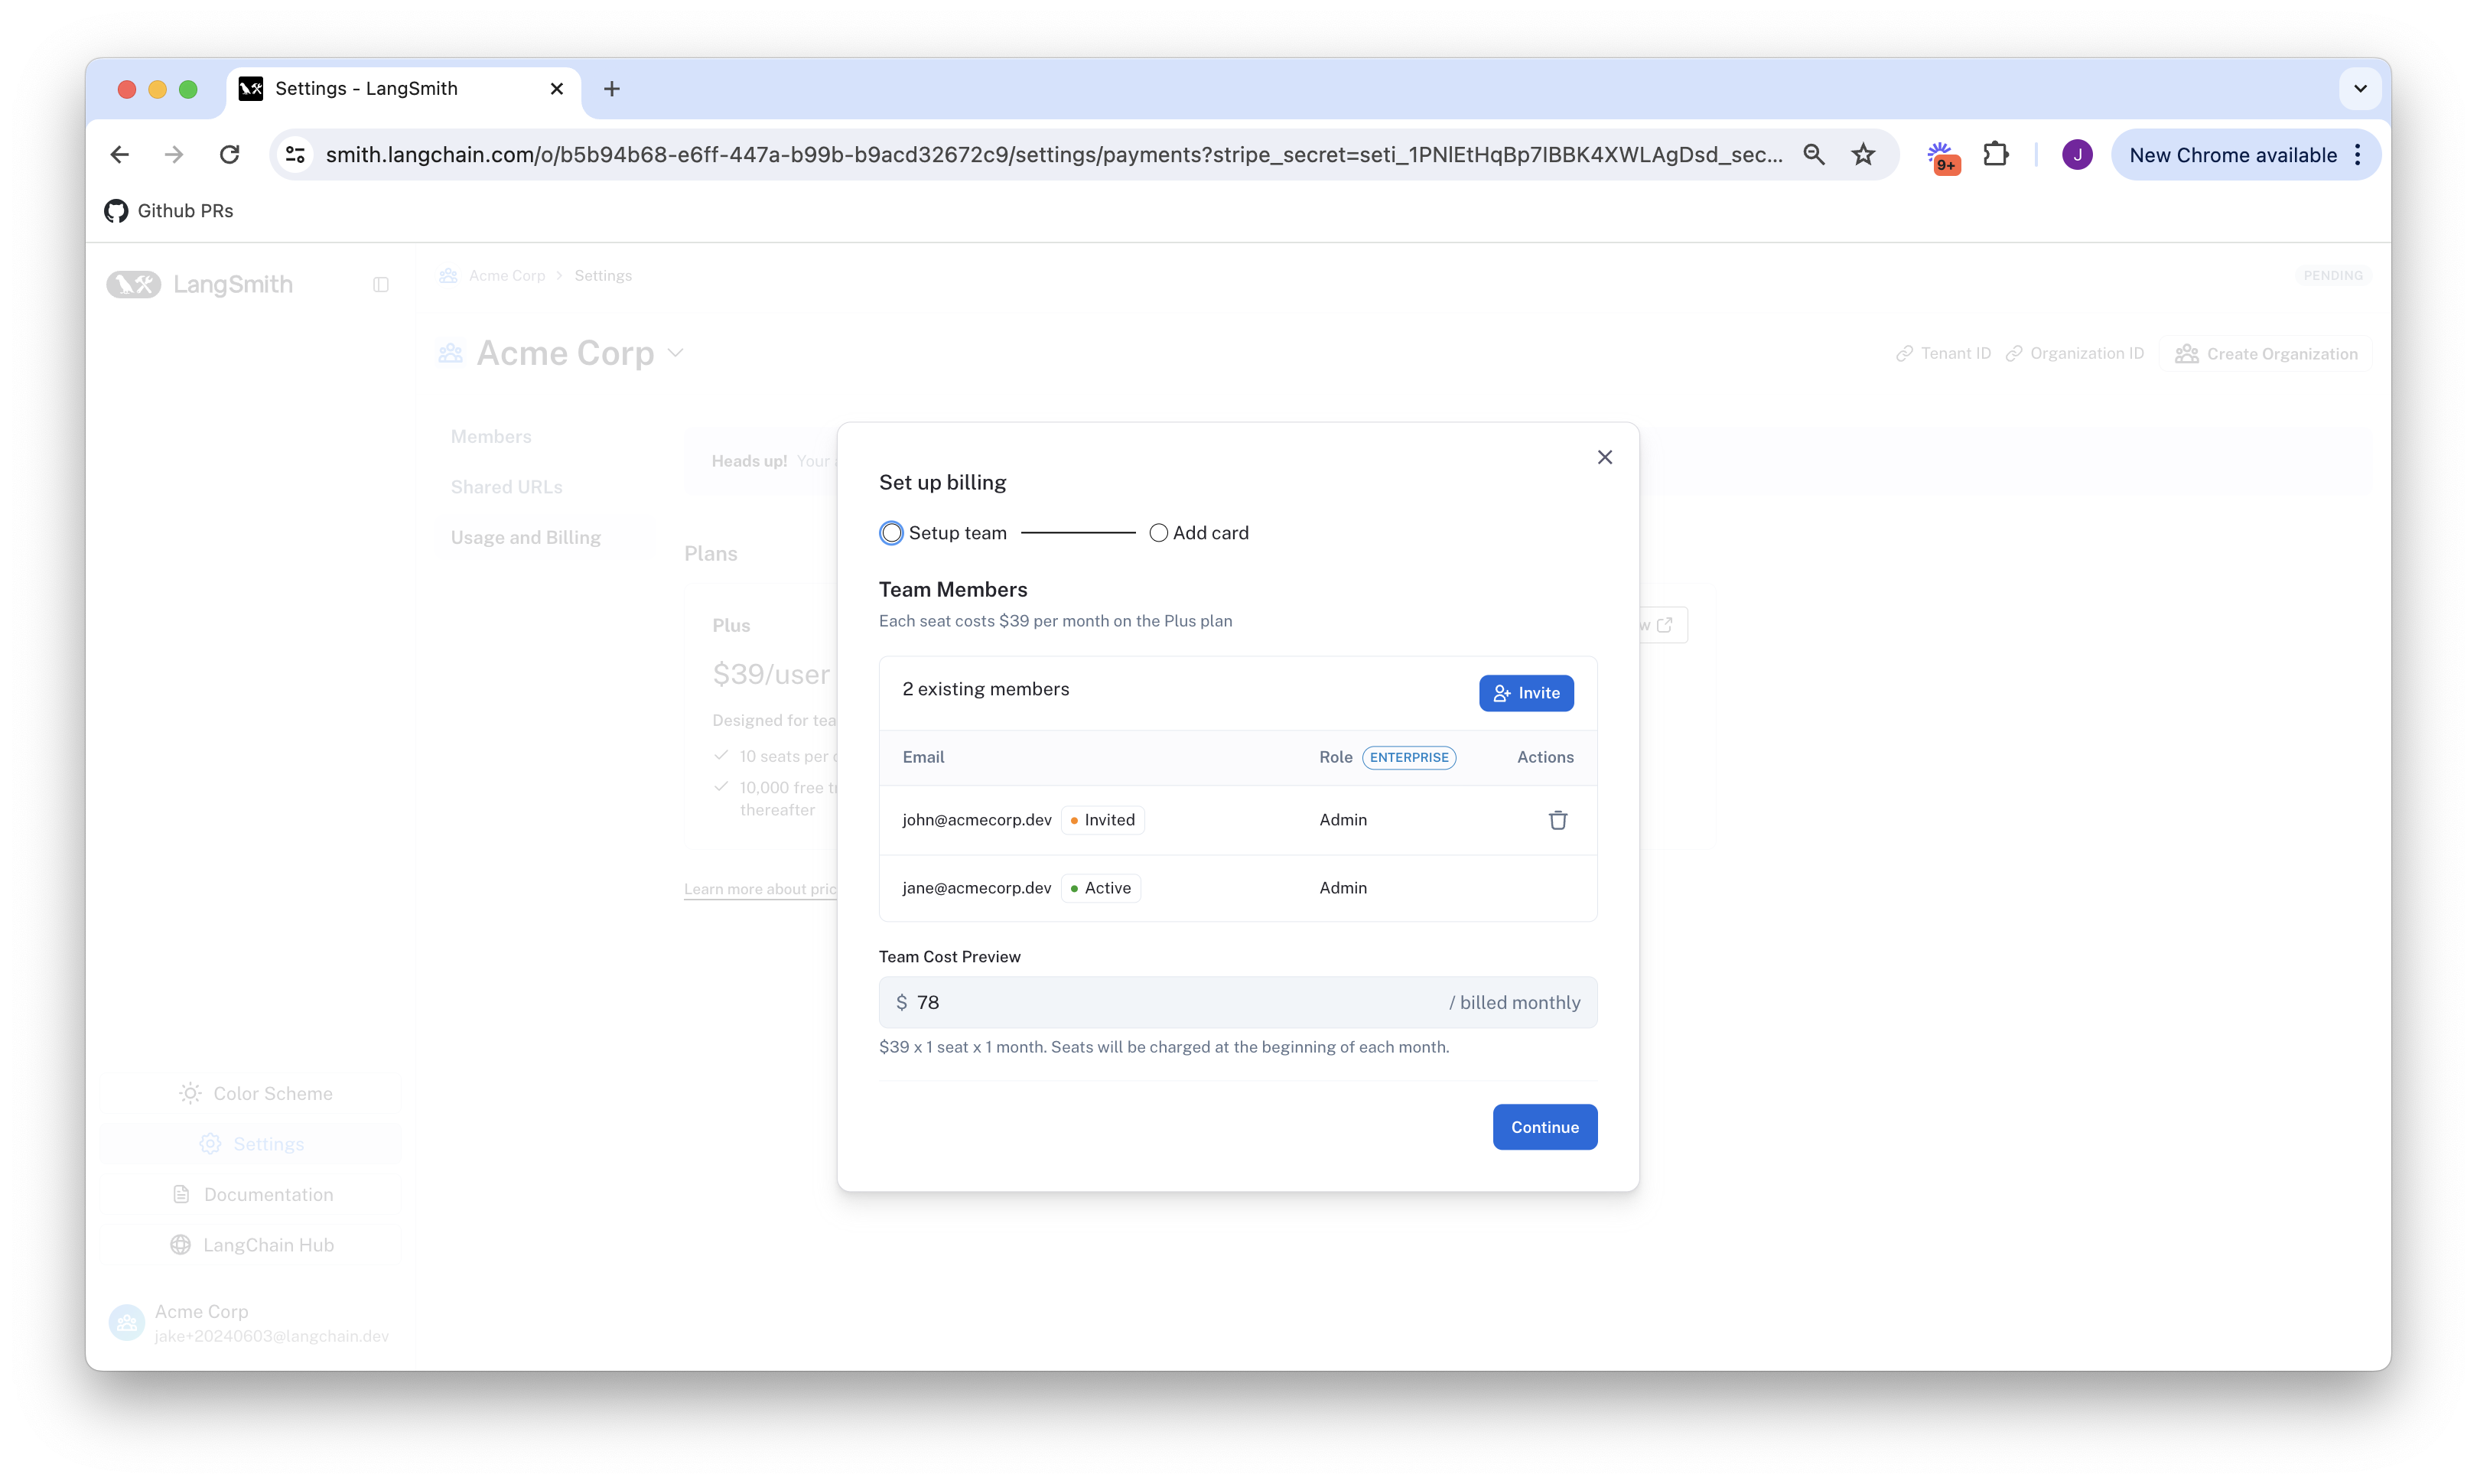 Settings - LangSmith
smith.langchain.com/o/b5b94b68-e6ff-447a-b99b-b9acd32672c9/settings/payments?stripe_secret=seti_1PNlEtHqBp7IBBK4XWLAgDsd_sec...
9+
J
New Chrome available
Github PRs
LangSmith
Acme Corp > Settings
PENDING
Acme Corp
Tenant ID
Organization ID
Create Organization
Members
Shared URLs
Usage and Billing
Heads up! Your
Plans
Plus
$39/user
Designed for tea
10 seats per
10,000 free
thereafter
Learn more about pric
w
Set up billing
Setup team
Add card
Team Members
Each seat costs $39 per month on the Plus plan
2 existing members
Invite
Email
Role ENTERPRISE
Actions
john@acmecorp.dev Invited Admin
jane@acmecorp.dev Active Admin
Team Cost Preview
$ 78 / billed monthly
$39 x 1 seat x 1 month. Seats will be charged at the beginning of each month.
Continue
Color Scheme
Settings
Documentation
LangChain Hub
Acme Corp
jake+20240603@langchain.dev